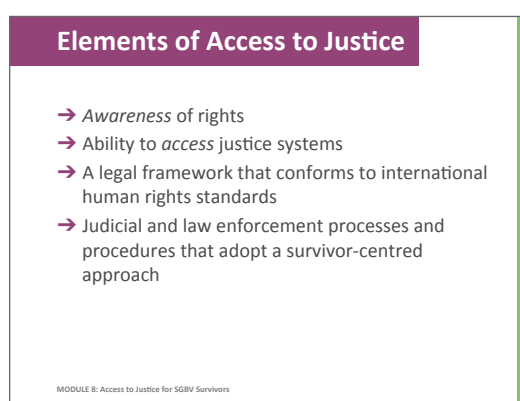 Elements of Access to Justice
➔ Awareness of rights
➔ Ability to access justice systems
➔ A legal framework that conforms to international
human rights standards
➔ Judicial and law enforcement processes and
procedures that adopt a survivor-centred
approach
MODULE 8: Access to Justice for SGBV Survivors